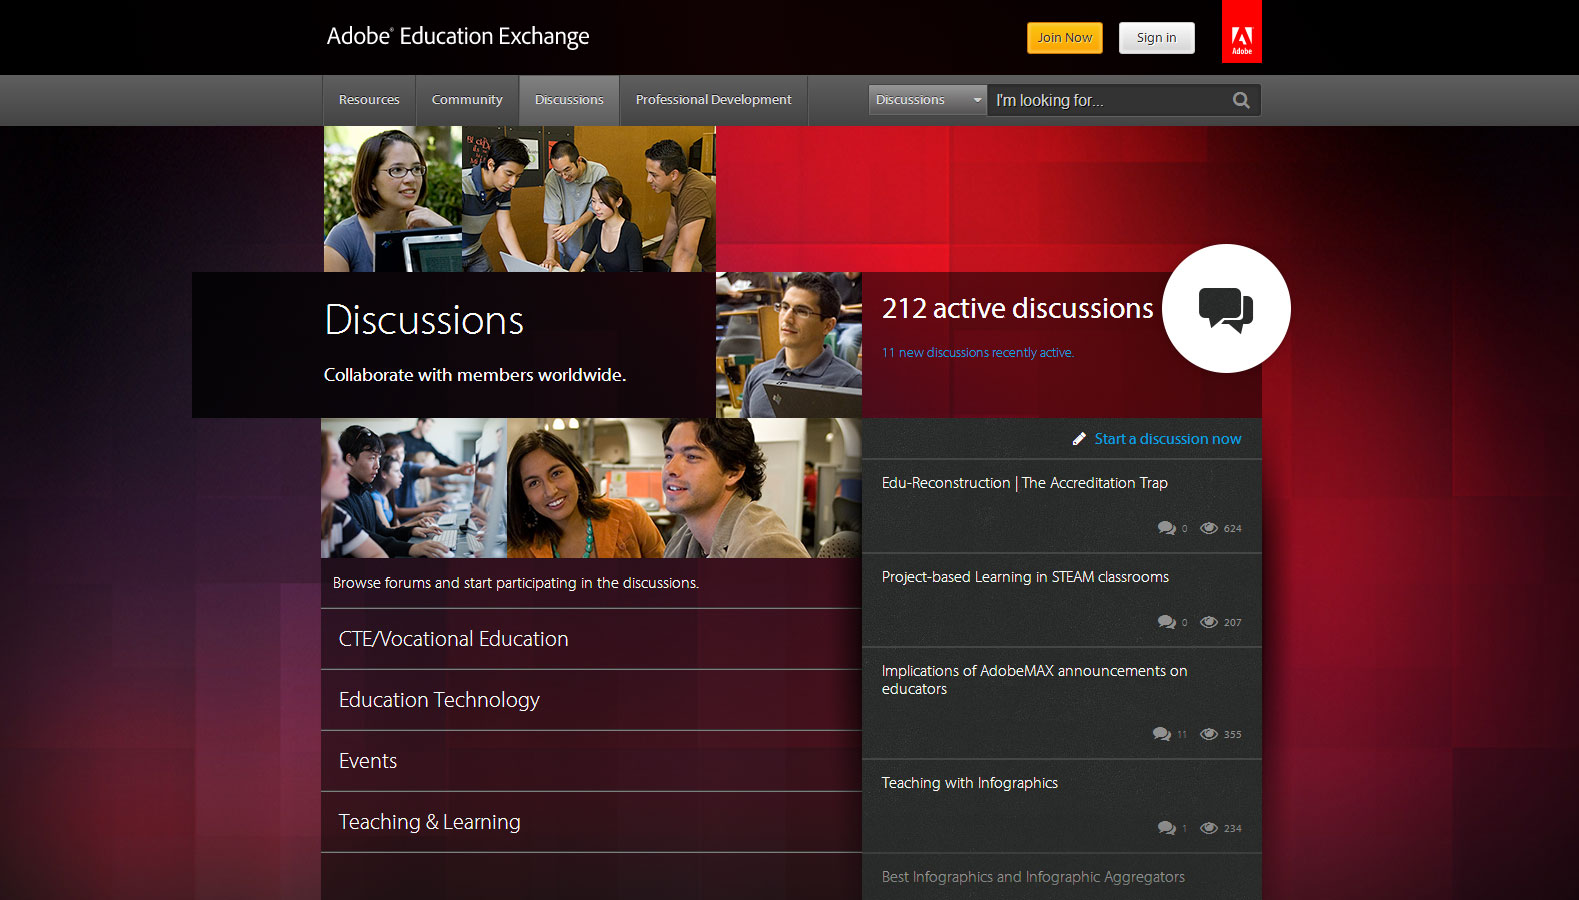 Adobe® Education Exchange
Join Now
Sign in
Adobe
Resources
Community
Discussions
Professional Development
Discussions
I'm looking for...
Discussions
Collaborate with members worldwide.
212 active discussions
11 new discussions recently active.
Start a discussion now
Edu-Reconstruction | The Accreditation Trap
0 624
Project-based Learning in STEAM classrooms
0 207
Implications of AdobeMAX announcements on
educators
11 355
Teaching with Infographics
1 234
Best Infographics and Infographic Aggregators
Browse forums and start participating in the discussions.
CTE/Vocational Education
Education Technology
Events
Teaching & Learning